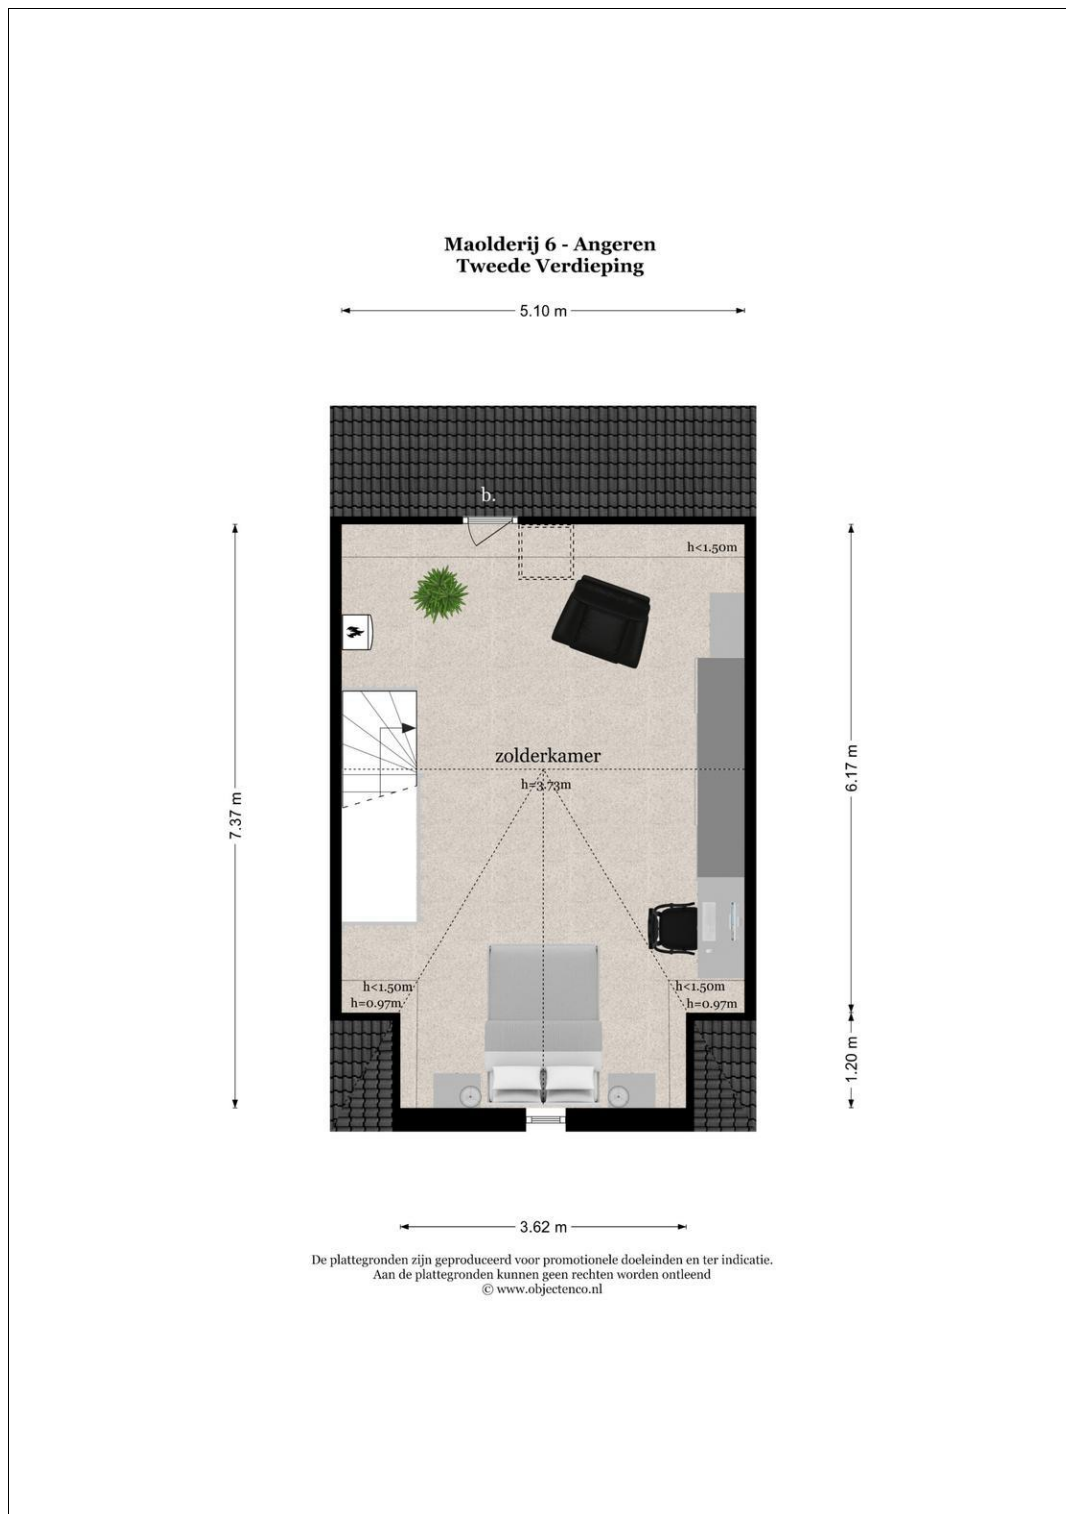 Maolderij 6 - Angeren
Tweede Verdieping
5.10 m
b.
h<1.50m
7.37 m
6.17 m
zolderkamer
h=3.73m
h<1.50m
h=0.97m
h<1.50m
h=0.97m
1.20 m
3.62 m
De plattegronden zijn geproduceerd voor promotionele doeleinden en ter indicatie.
Aan de plattegronden kunnen geen rechten worden ontleend
© www.objectenco.nl